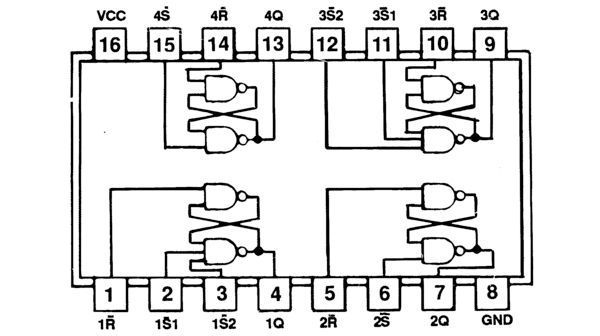 VCC 4S̄ 4R̄ 4Q 3S̄2 3S̄1 3R̄ 3Q
16 15 14 13 12 11 10 9
1 2 3 4 5 6 7 8
1R̄ 1S̄1 1S̄2 1Q 2R̄ 2S̄ 2Q GND